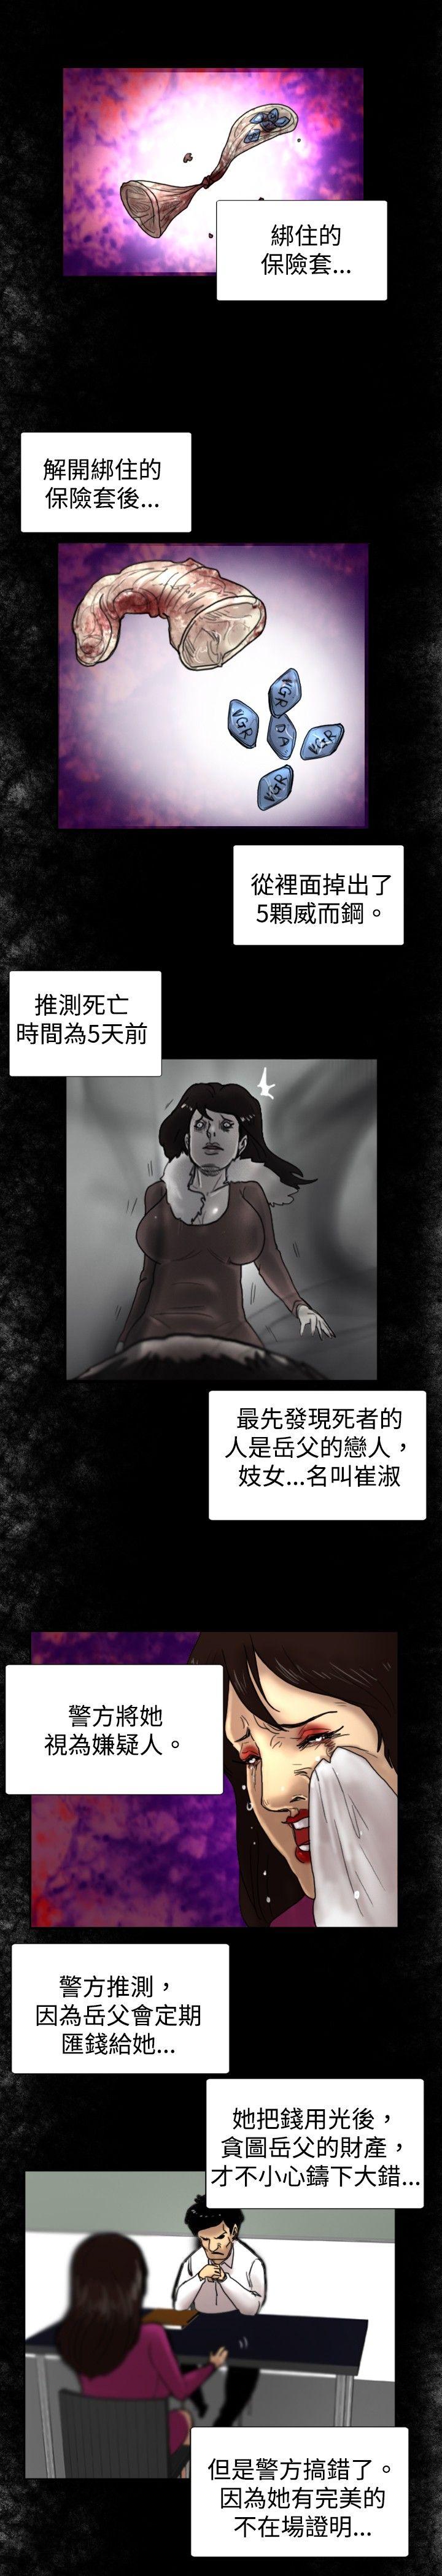 綁住的
保險套...
解開綁住的
保險套後...
VGR
VGR
DA
VGR
VGR
從裡面掉出了
5顆威而鋼。
推測死亡
時間為5天前
最先發現死者的
人是岳父的戀人，
妓女...名叫崔淑
警方將她
視為嫌疑人。
警方推測，
因為岳父會定期
匯錢給她...
她把錢用光後，
貪圖岳父的財產，
才不小心鑄下大錯...
但是警方搞錯了。
因為她有完美的
不在場證明...